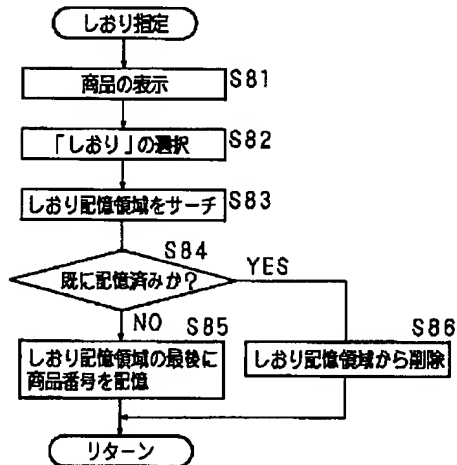 しおり指定
商品の表示 S81
「しおり」の選択 S82
しおり記憶領域をサーチ S83
S84
既に記憶済みか? YES
NO S85 S86
しおり記憶領域の最後に
商品番号を記憶
しおり記憶領域から削除
リターン